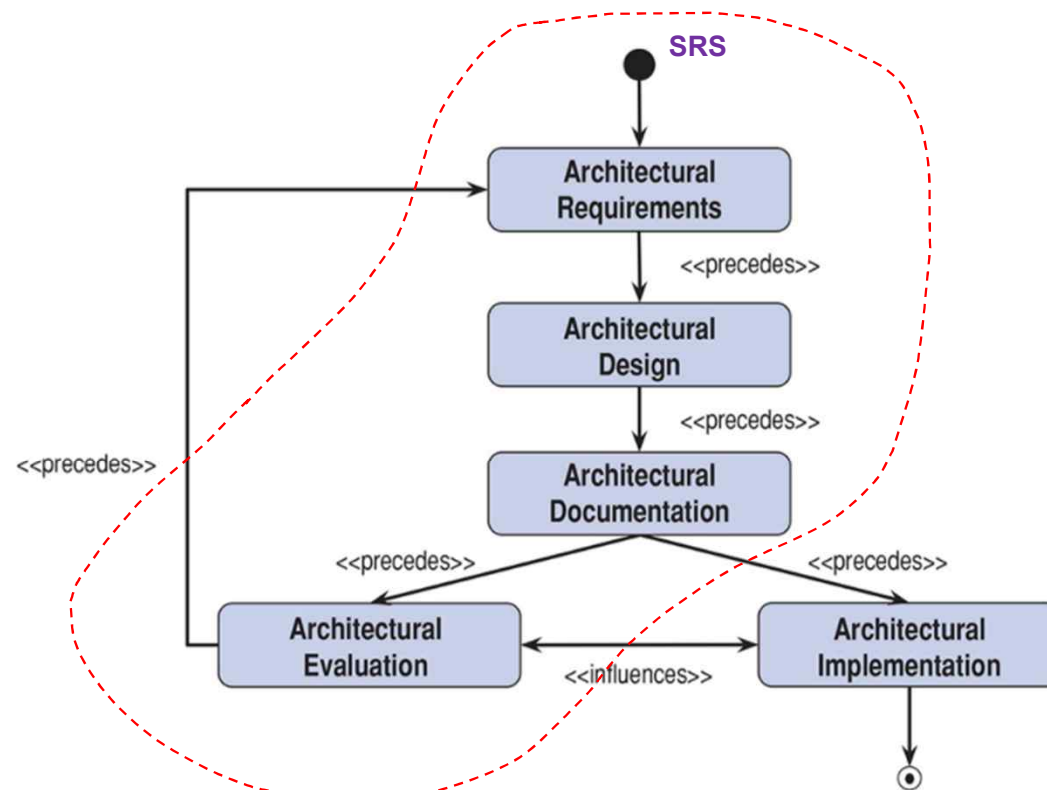 SRS
Architectural
Requirements
<<precedes>>
Architectural
Design
<<precedes>>
<<precedes>>
Architectural
Documentation
<<precedes>>
<<precedes>>
Architectural
Evaluation
<<influences>>
Architectural
Implementation